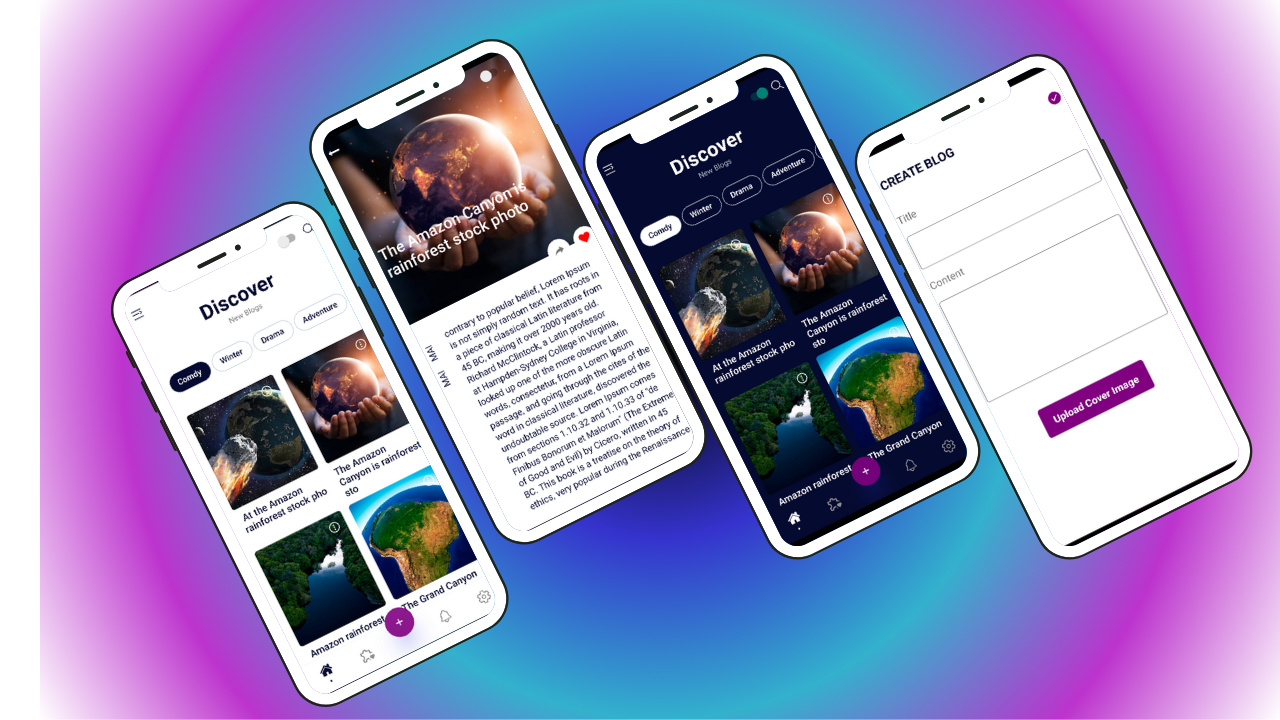 Discover
New Blogs
Comdy
Winter
Drama
Adventure
At the Amazon
rainforest stock pho
The Amazon
Canyon is rainforest
sto
Amazon rainforest
The Grand Canyon
+
The Amazon Canyon is
rainforest stock photo
MAI
MAI
contrary to popular belief, Lorem Ipsum
is not simply random text. It has roots in
a piece of classical Latin literature from
45 BC, making it over 2000 years old.
Richard McClintock, a Latin professor
at Hampden-Sydney College in Virginia,
looked up one of the more obscure Latin
words, consectetur, from a Lorem Ipsum
passage, and going through the cites of the
word in classical literature, discovered the
undoubtable source. Lorem Ipsum comes
from sections 1.10.32 and 1.10.33 of "de
Finibus Bonorum et Malorum" (The Extreme
of Good and Evil) by Cicero, written in 45
BC. This book is a treatise on the theory of
ethics, very popular during the Renaissance
Discover
New Blogs
Comdy
Winter
Drama
Adventure
At the Amazon
rainforest stock pho
The Amazon
Canyon is rainforest
sto
Amazon rainforest
The Grand Canyon
+
CREATE BLOG
Title
Content
Upload Cover Image